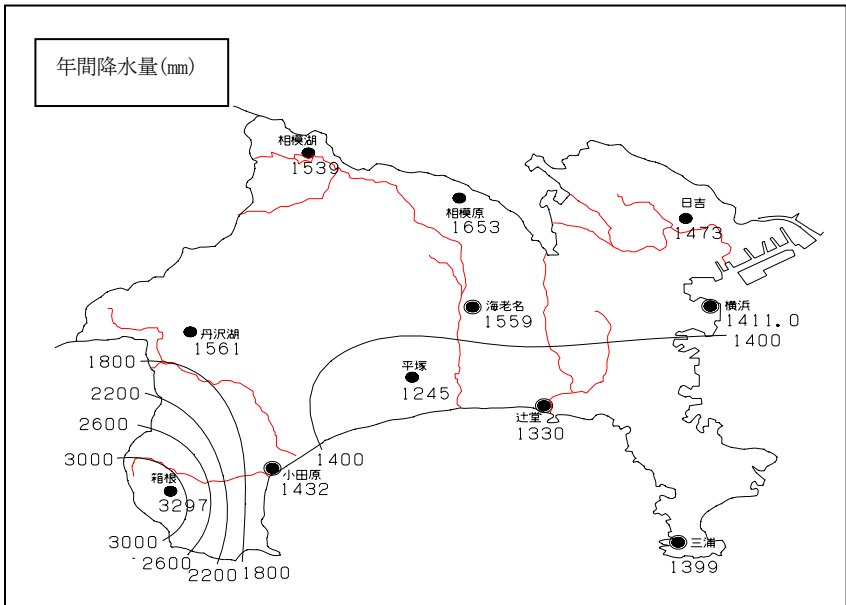 年間降水量(mm)
相模湖
1539
相模原
1653
日吉
1473
海老名
1559
横浜
1411.0
1400
丹沢湖
1561
1800
平塚
1245
2200
辻堂
1330
2600
1400
3000
箱根
3297
小田原
1432
3000
2600
2200
1800
三浦
1399